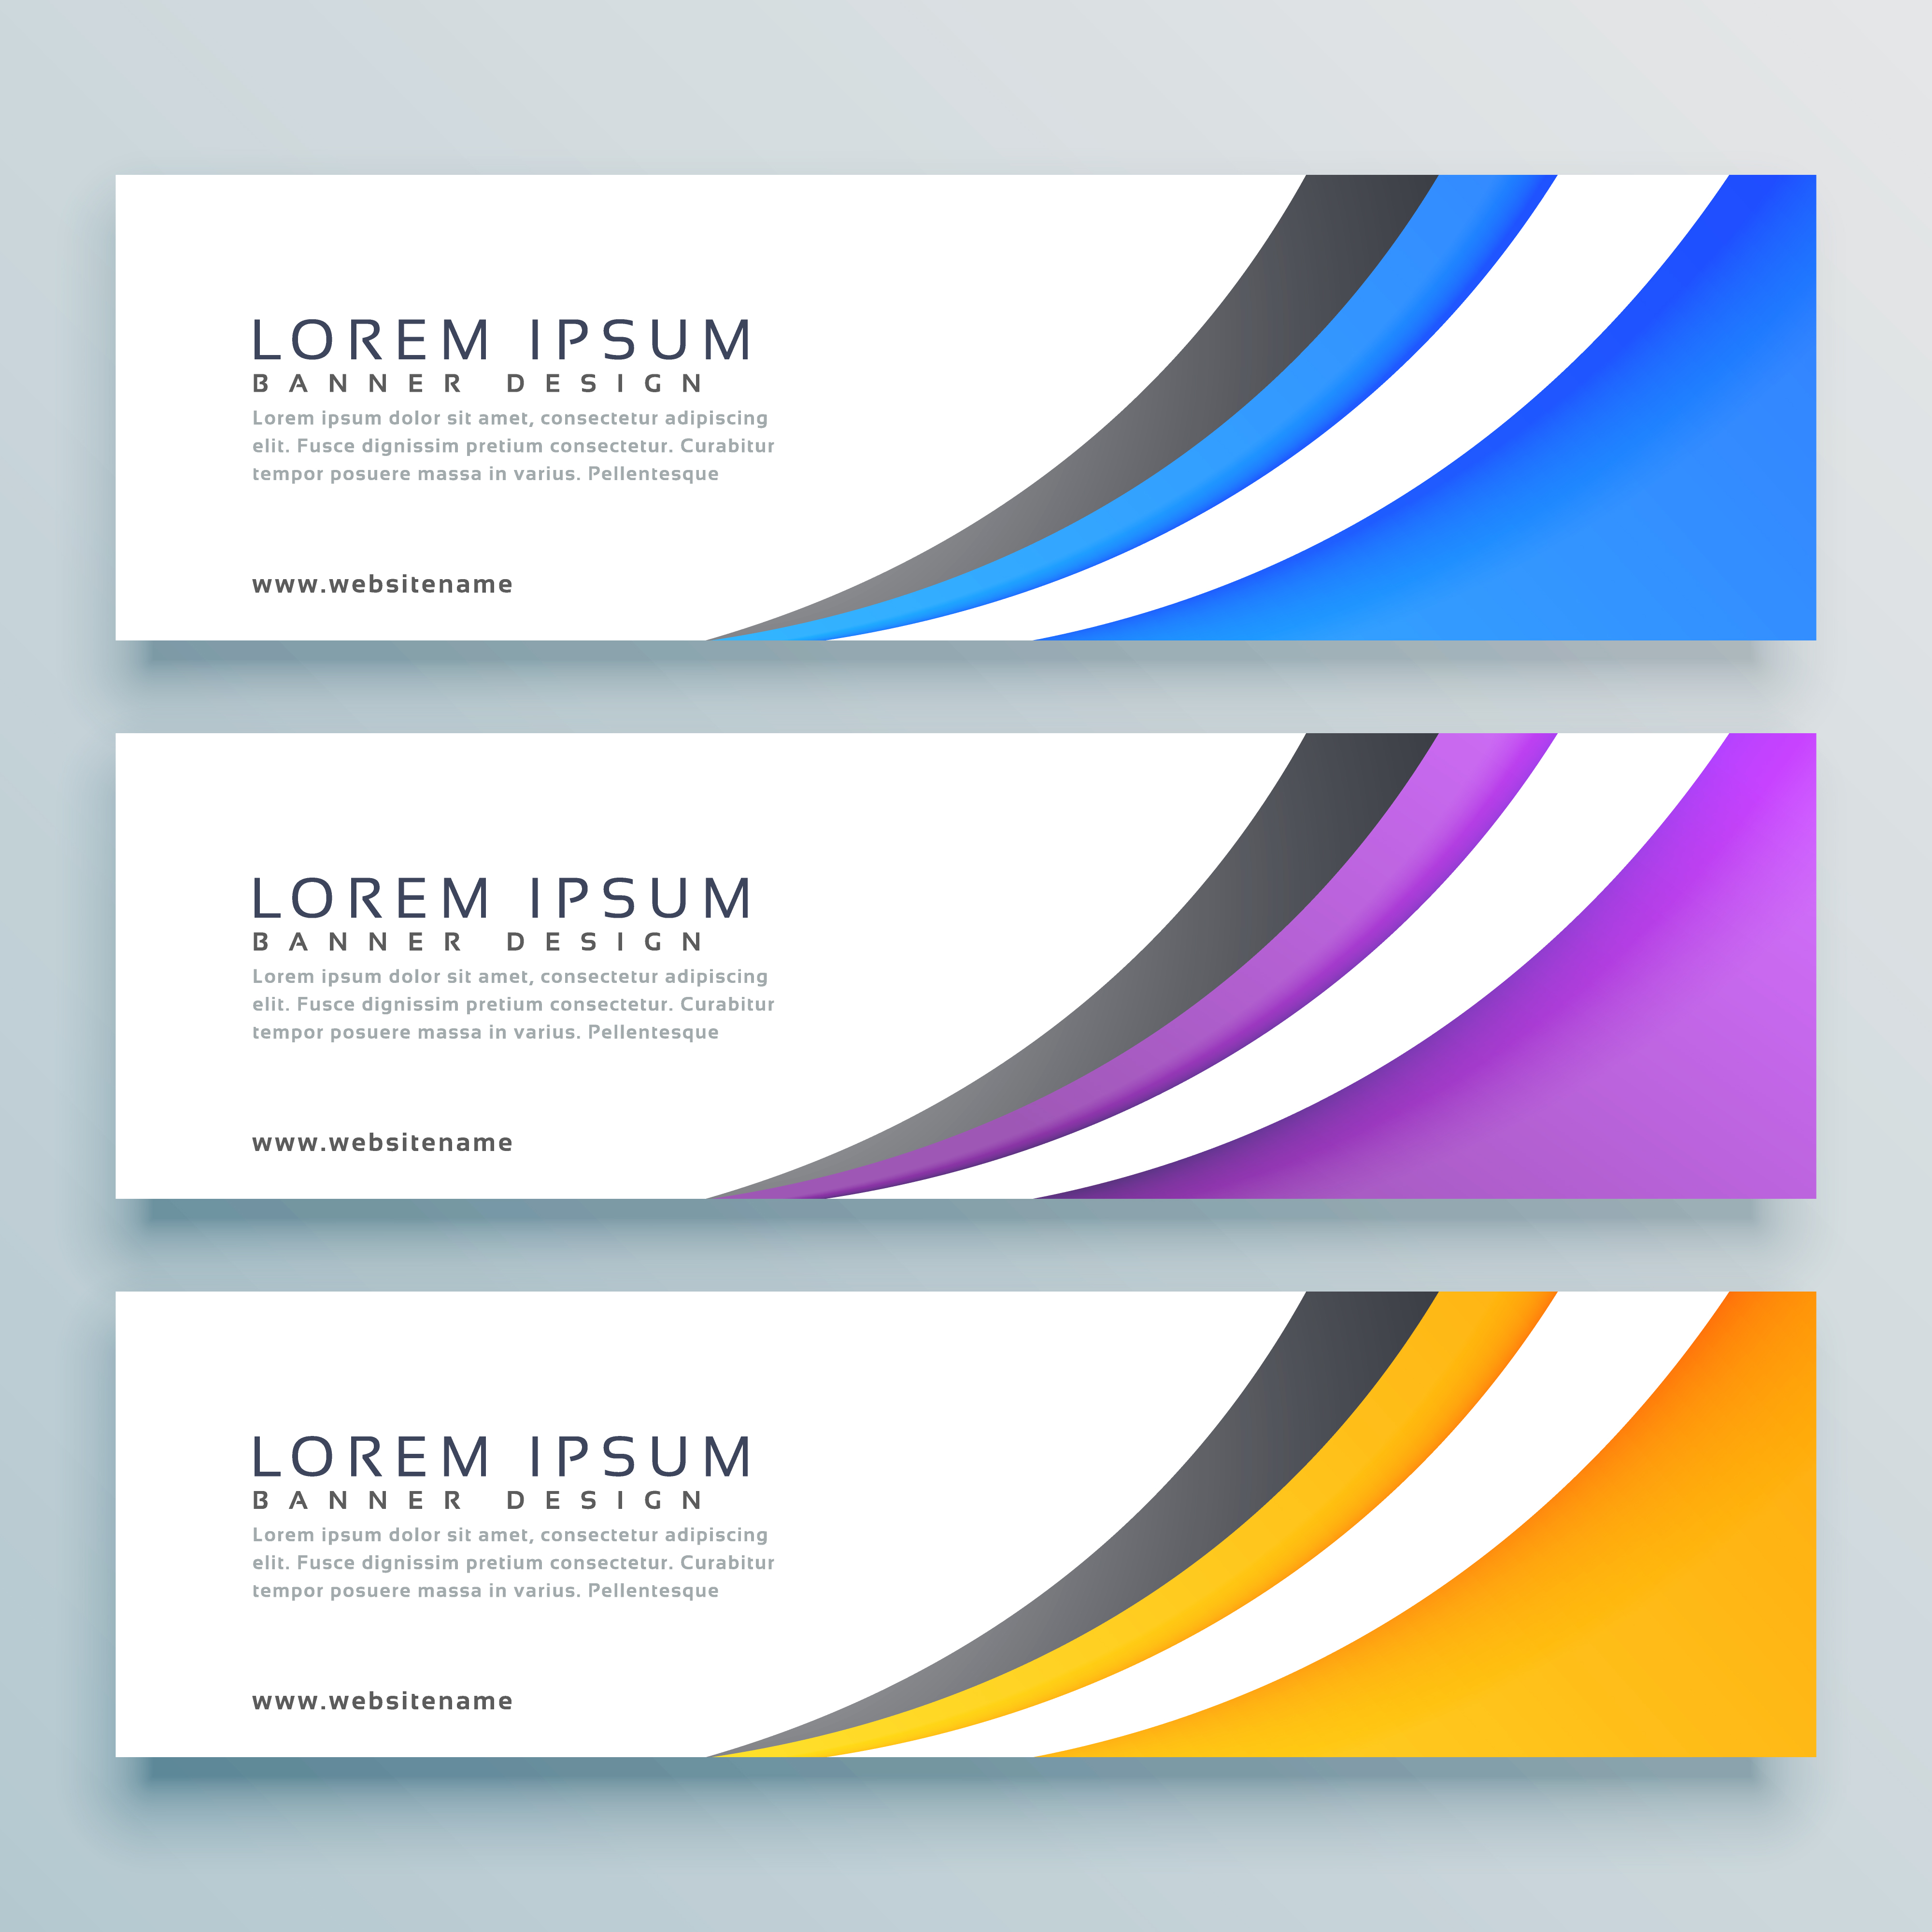 LOREM IPSUM
BANNER DESIGN
Lorem ipsum dolor sit amet, consectetur adipiscing
elit. Fusce dignissim pretium consectetur. Curabitur
tempor posuere massa in varius. Pellentesque
www.websitename
LOREM IPSUM
BANNER DESIGN
Lorem ipsum dolor sit amet, consectetur adipiscing
elit. Fusce dignissim pretium consectetur. Curabitur
tempor posuere massa in varius. Pellentesque
www.websitename
LOREM IPSUM
BANNER DESIGN
Lorem ipsum dolor sit amet, consectetur adipiscing
elit. Fusce dignissim pretium consectetur. Curabitur
tempor posuere massa in varius. Pellentesque
www.websitename